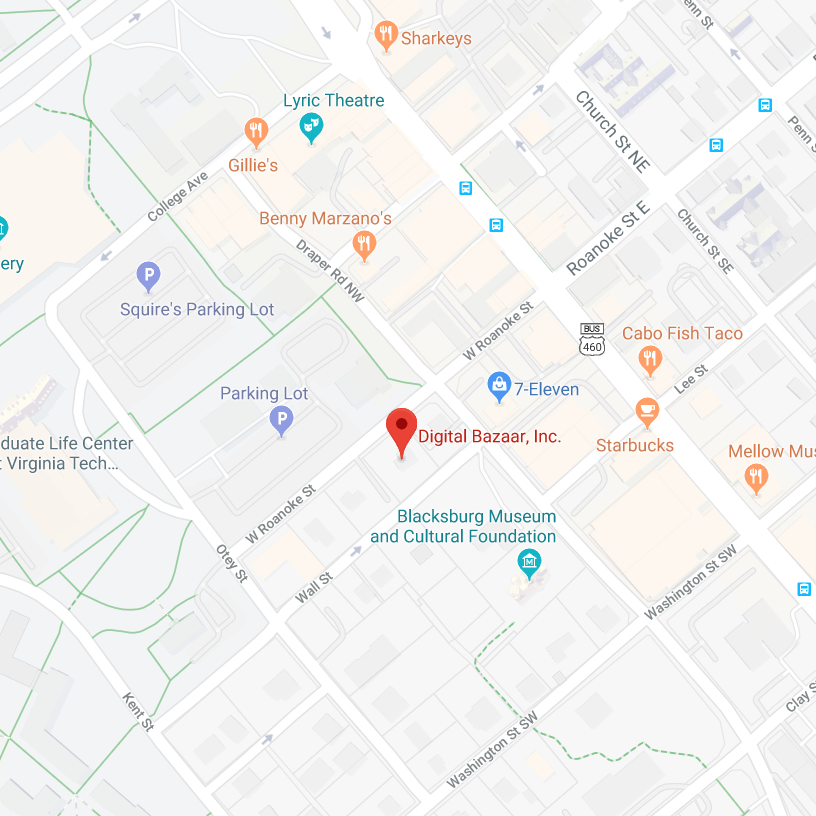 Sharkeys
Penn St
Lyric Theatre
Gillie's
Church St NE
Penn St
College Ave
Benny Marzano's
Roanoke St E
Church St SE
ery
Draper Rd NW
Squire's Parking Lot
W Roanoke St
BUS
460
Cabo Fish Taco
Lee St
Parking Lot
7-Eleven
Digital Bazaar, Inc.
Starbucks
duate Life Center
t Virginia Tech...
Mellow Mus
W Roanoke St
Blacksburg Museum
and Cultural Foundation
Otey St
Wall St
Washington St SW
Kent St
Clay S
Washington St SW